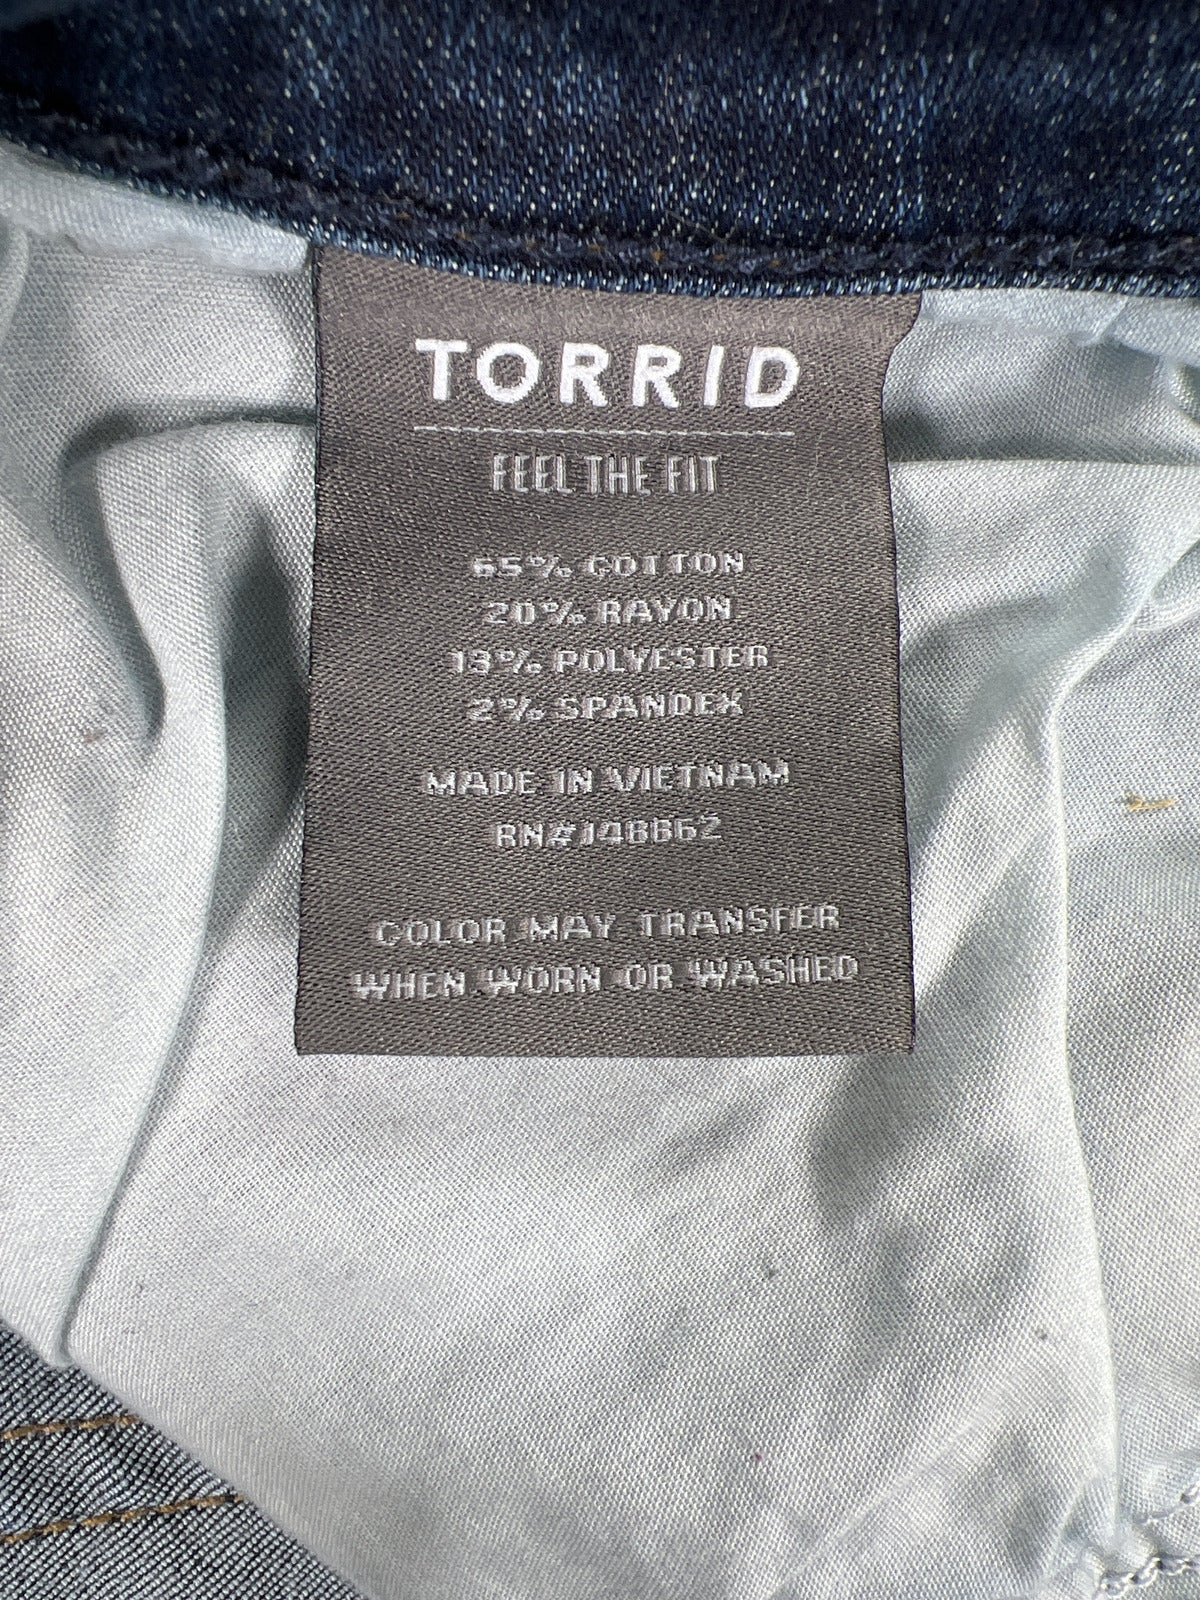 TORRID
FEEL THE FIT
65% COTTON
20% RAYON
13% POLYESTER
2% SPANDEX
MADE IN VIETNAM
RN#148662
COLOR MAY TRANSFER
WHEN WORN OR WASHED